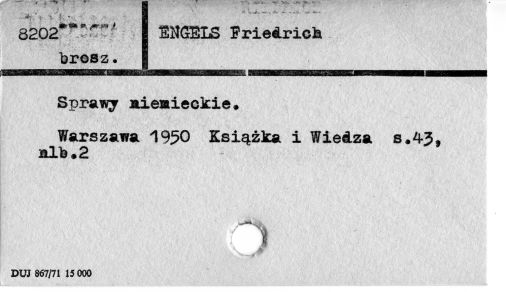 8202
ENGELS Friedrich
brosz.
Sprawy niemieckie.
Warszawa 1950 Książka i Wiedza s.43,
nlb.2
DUJ 867/71 15 000